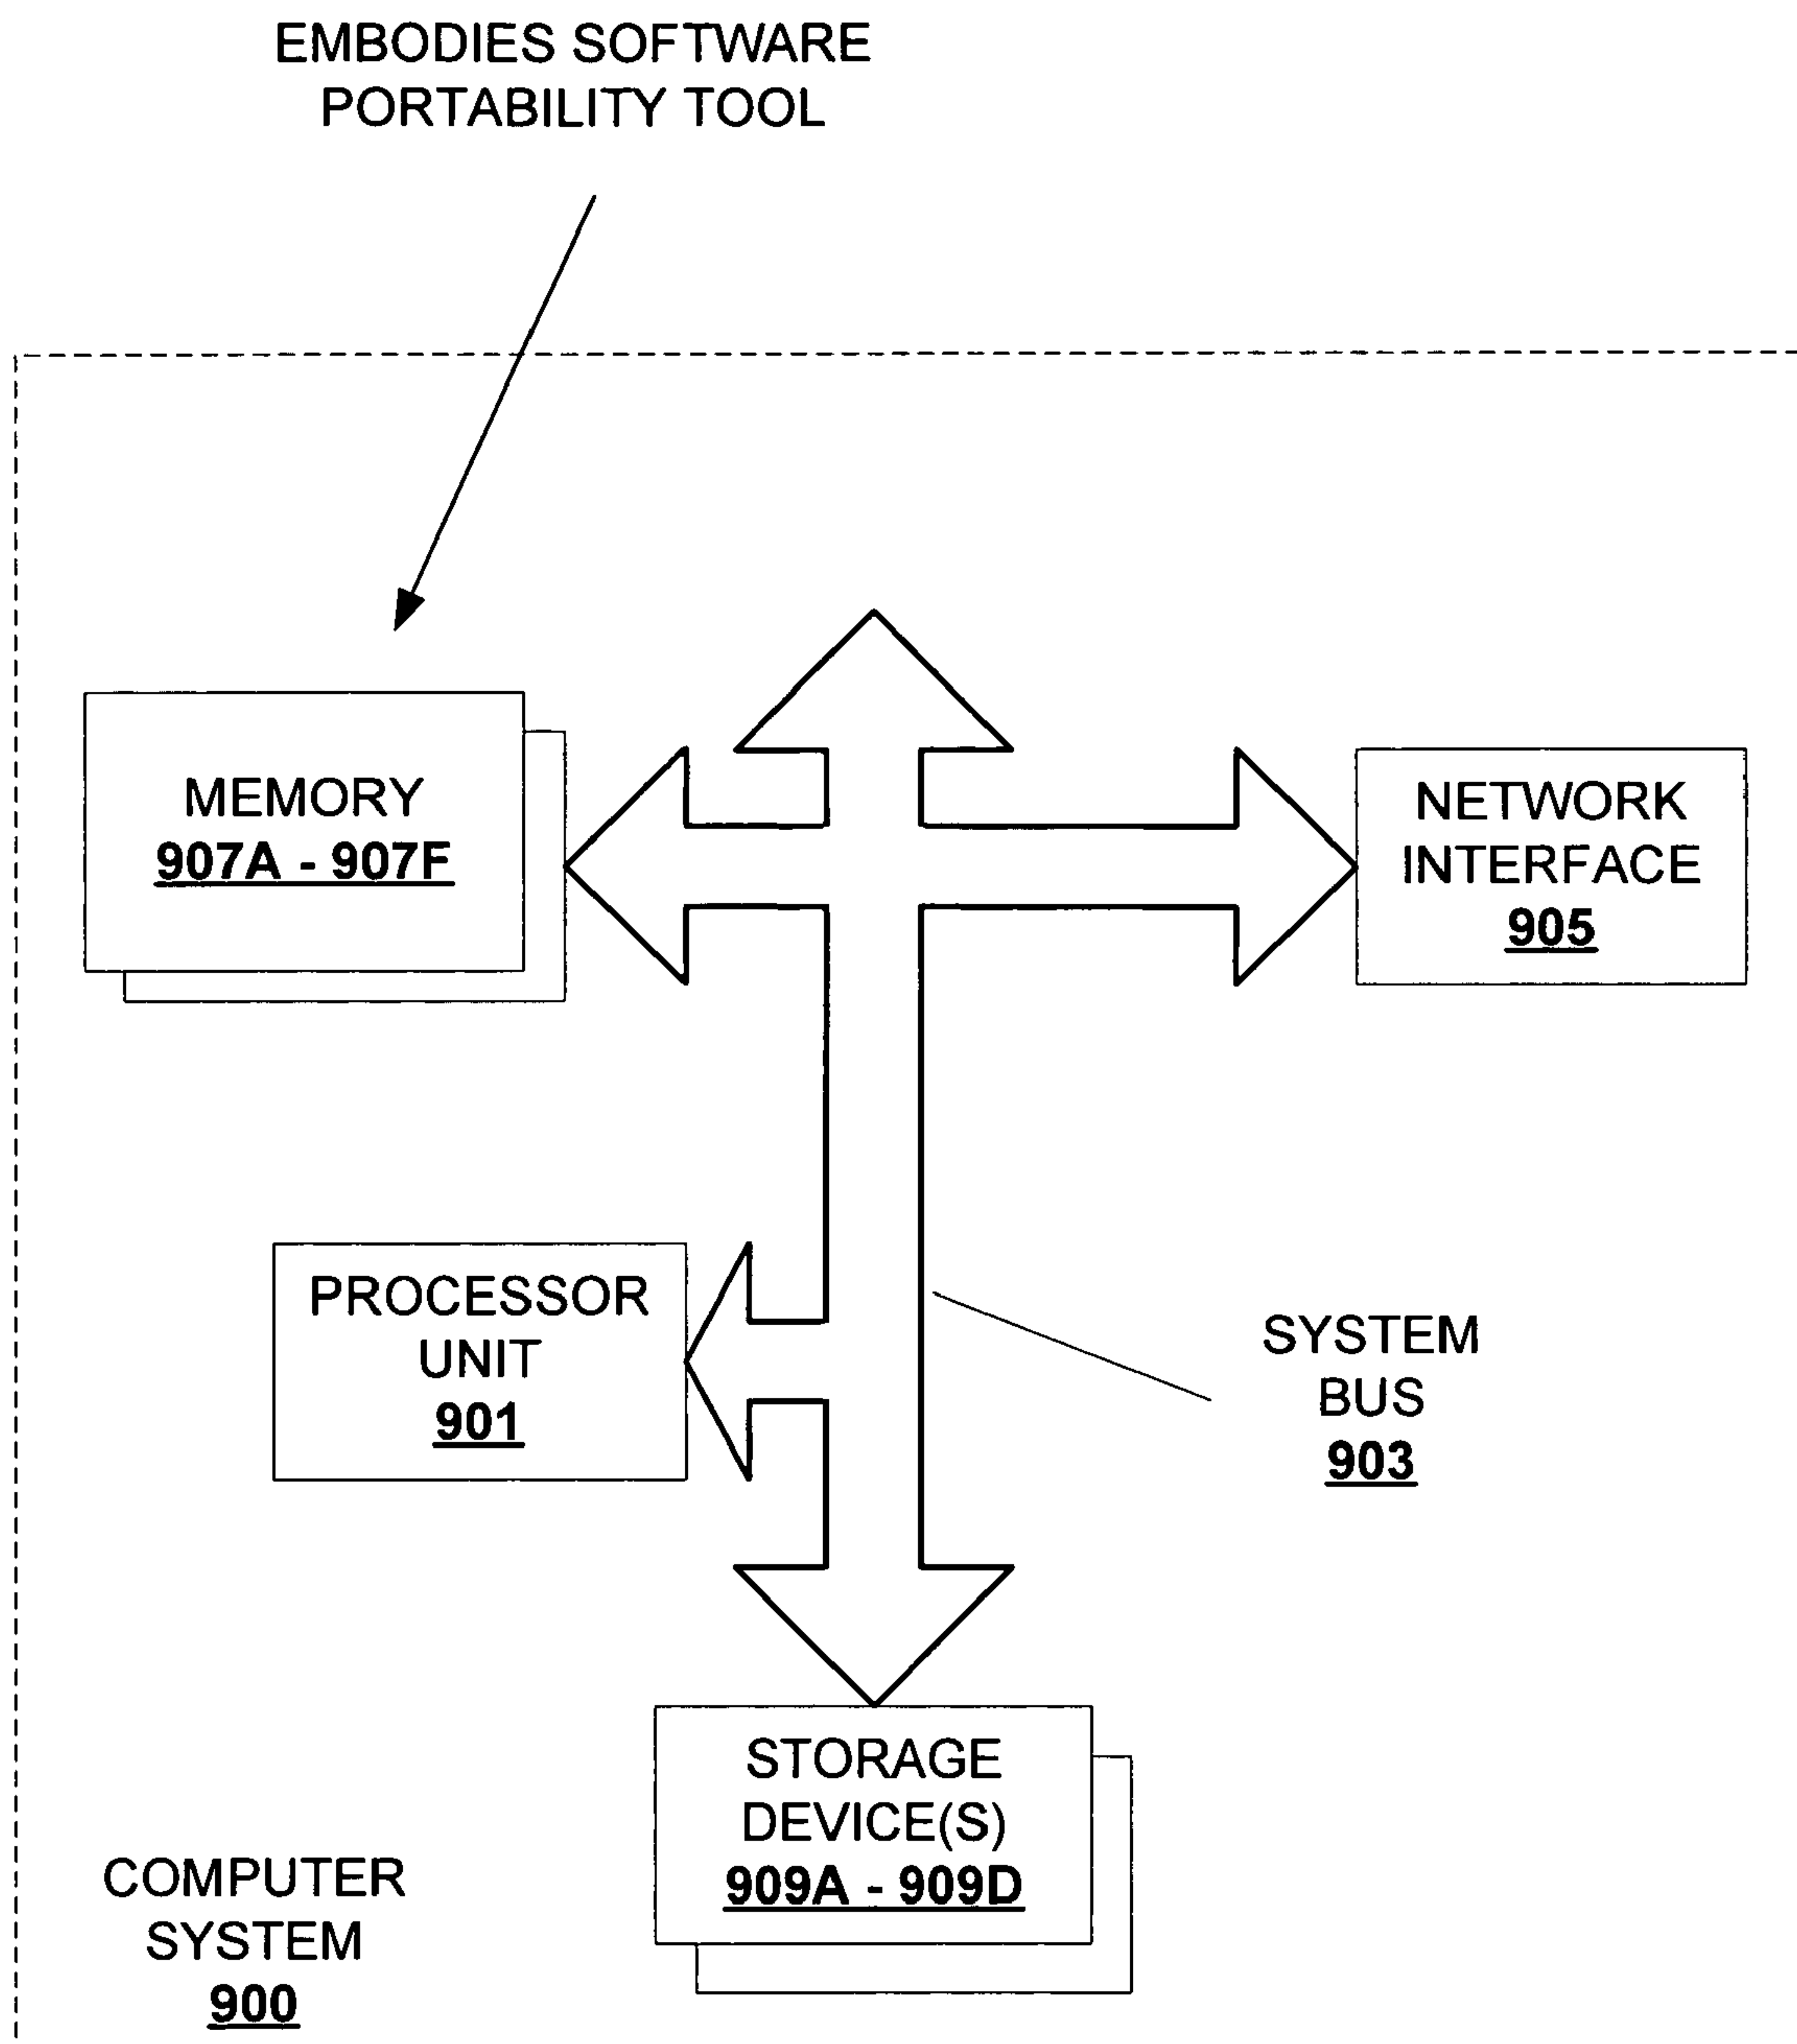 EMBODIES SOFTWARE
PORTABILITY TOOL
MEMORY
907A - 907F
NETWORK
INTERFACE
905
PROCESSOR
UNIT
901
SYSTEM
BUS
903
STORAGE
DEVICE(S)
909A - 909D
COMPUTER
SYSTEM
900